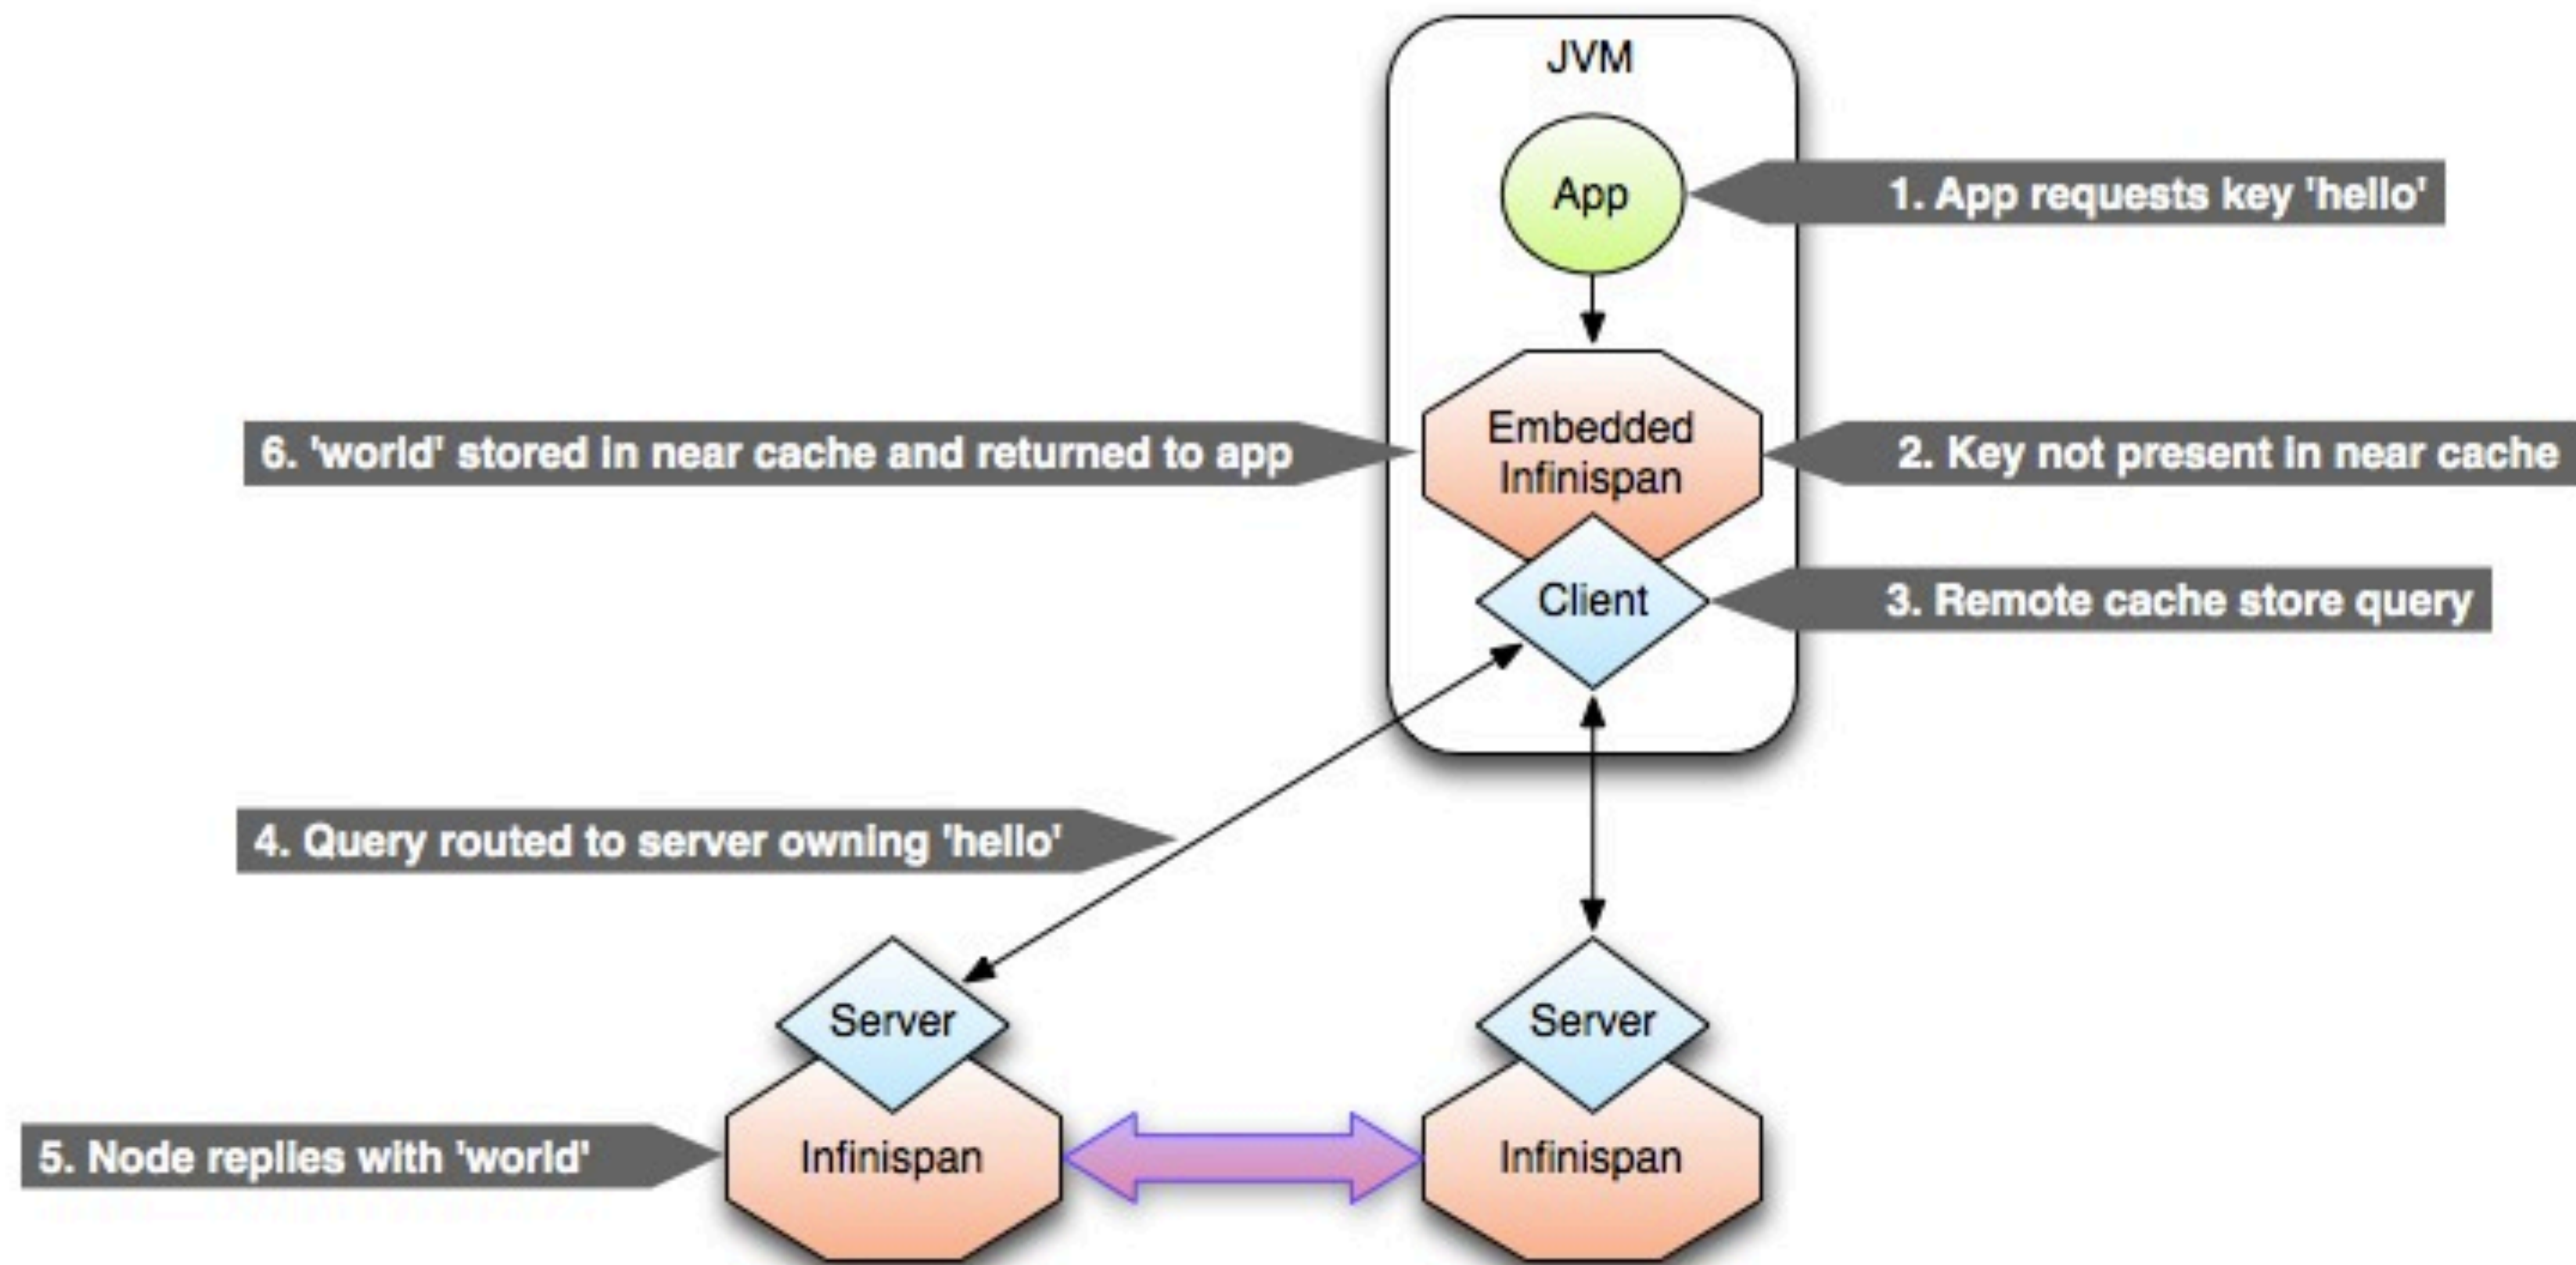 JVM
App
1. App requests key 'hello'
Embedded
Infinispan
6. 'world' stored in near cache and returned to app
2. Key not present in near cache
Client
3. Remote cache store query
4. Query routed to server owning 'hello'
Server
Server
5. Node replies with 'world'
Infinispan
Infinispan